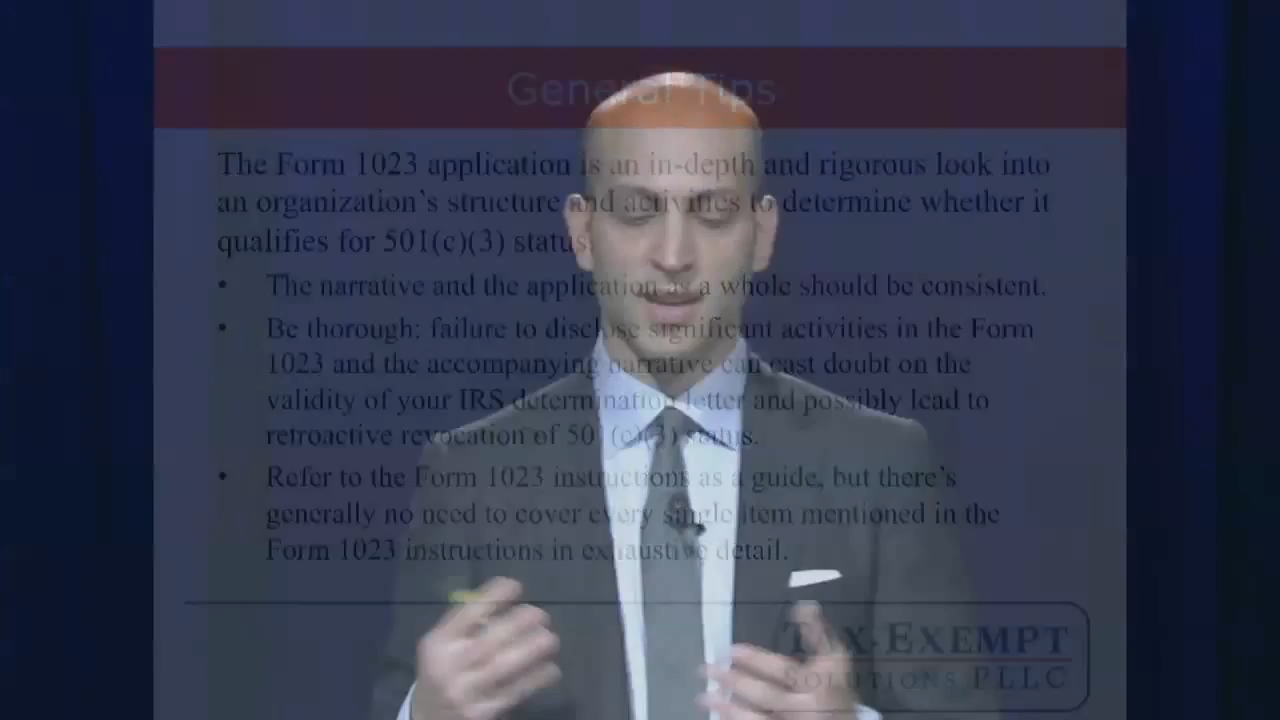 General Tips
The Form 1023 application is an in-depth and rigorous look into
an organization's structure and activities to determine whether it
qualifies for 501(c)(3) status
• The narrative and the application as a whole should be consistent.
• Be thorough: failure to disclose significant activities in the Form
1023 and the accompanying narrative can cast doubt on the
validity of your IRS determination letter and possibly lead to
retroactive revocation of 501(c)(3) status.
• Refer to the Form 1023 instructions as a guide, but there's
generally no need to cover every single item mentioned in the
Form 1023 instructions in exhaustive detail.
TAX-EXEMPT
SOLUTIONS PLLC